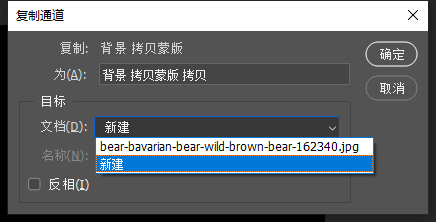 复制通道
复制: 背景 拷贝蒙版
确定
为(A): 背景 拷贝蒙版 拷贝
取消
目标
文档(D): 新建
bear-bavarian-bear-wild-brown-bear-162340.jpg
名称(N):
新建
反相(I)